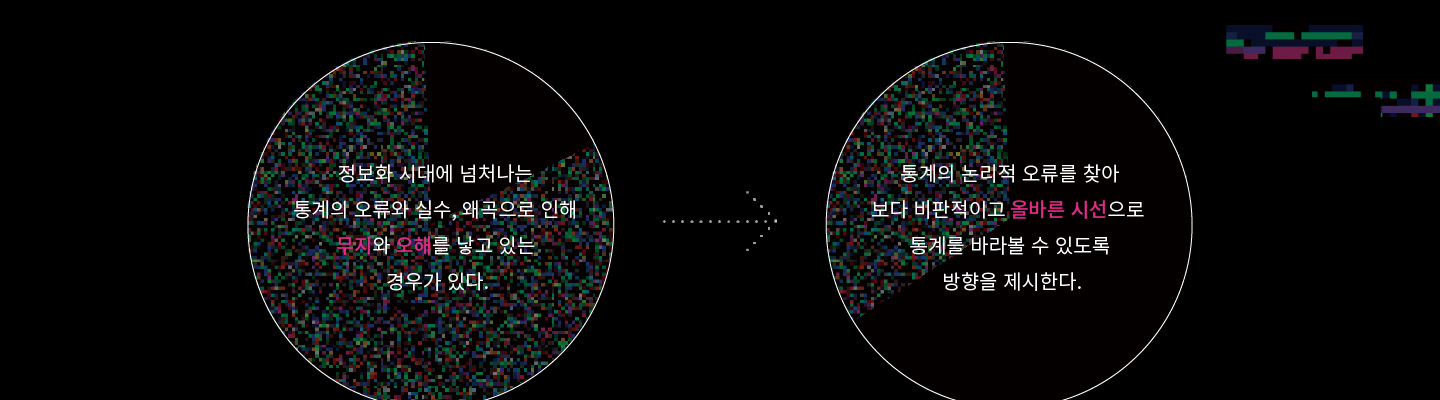 정보화 시대에 넘쳐나는
통계의 오류와 실수, 왜곡으로 인해
무지와 오해를 낳고 있는
경우가 있다.
통계의 논리적 오류를 찾아
보다 비판적이고 올바른 시선으로
통계룰 바라볼 수 있도록
방향을 제시한다.